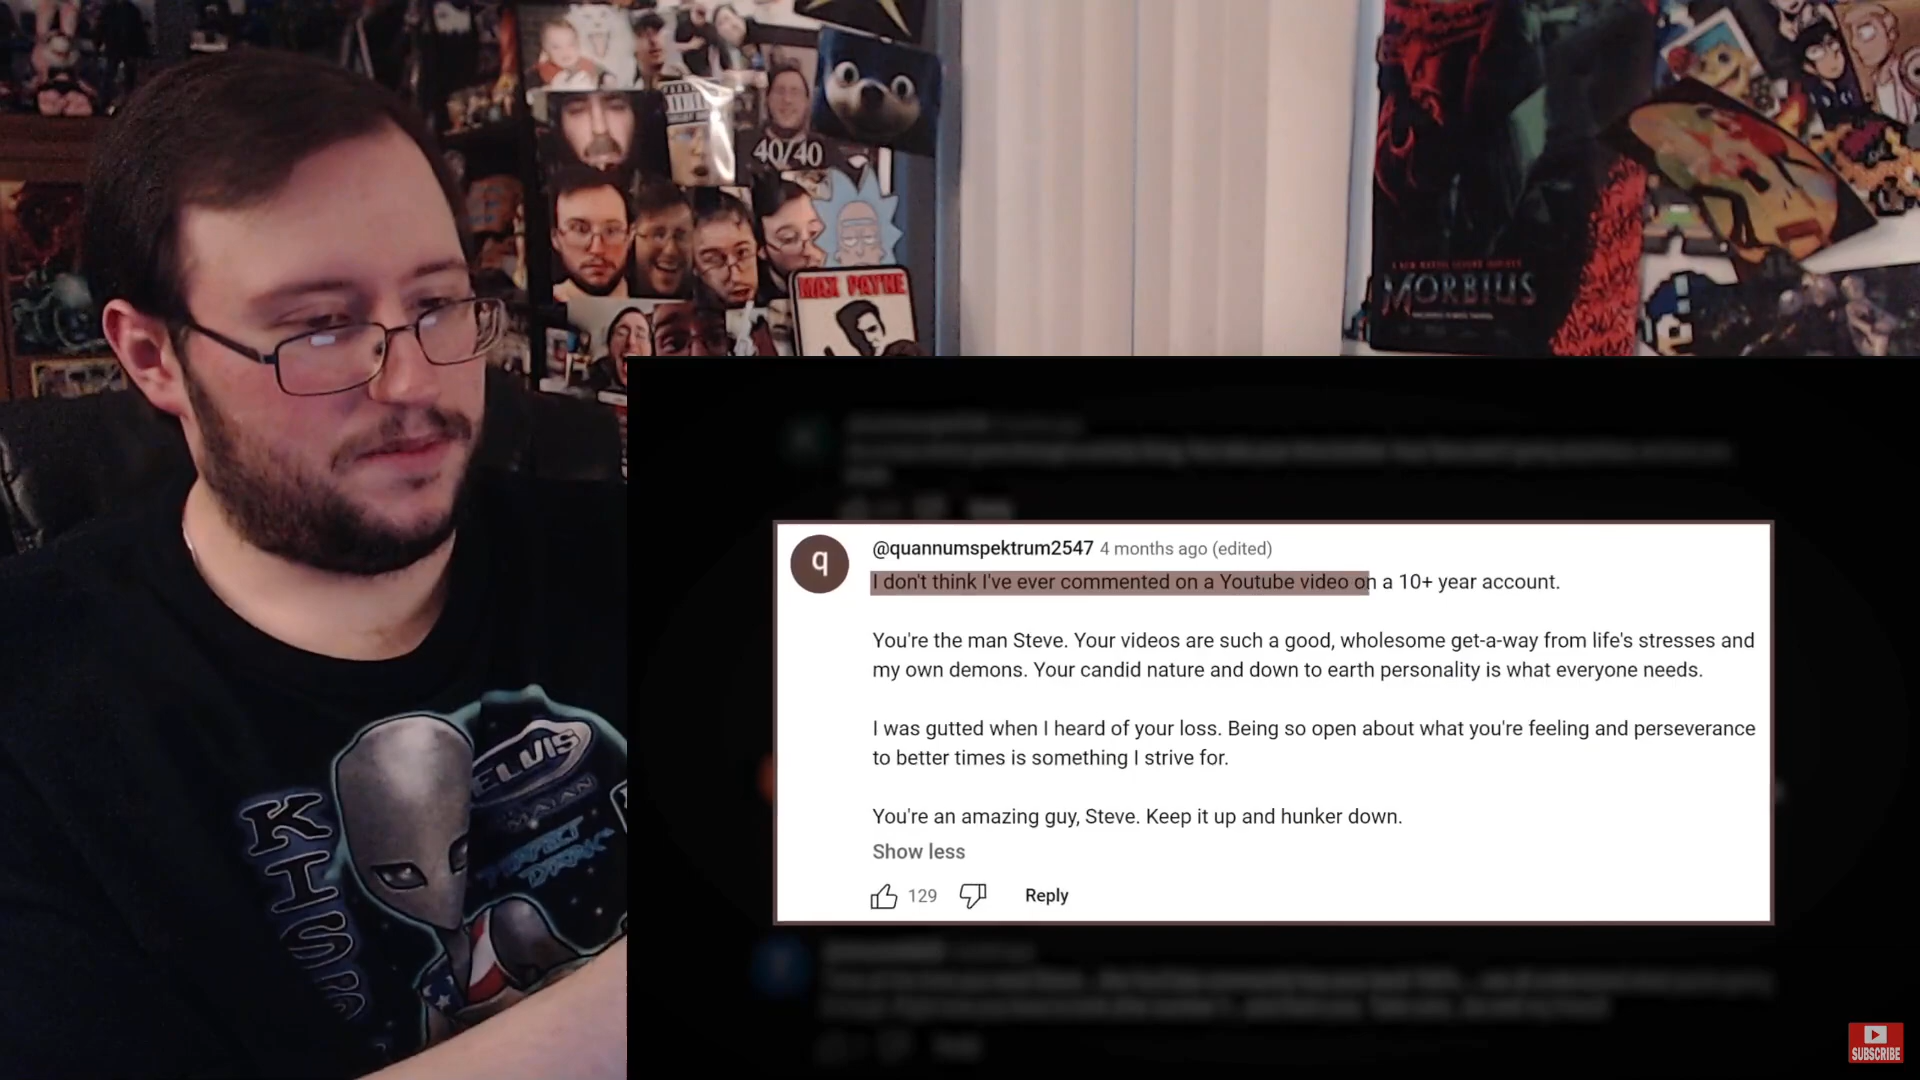 40/40
MAX PAYNE
A NEW MARVEL LEGEND ARRIVES
MORBIUS
ELVIS
KISS
@quannumspektrum2547 4 months ago (edited)
I don't think I've ever commented on a Youtube video on a 10+ year account.
You're the man Steve. Your videos are such a good, wholesome get-a-way from life's stresses and
my own demons. Your candid nature and down to earth personality is what everyone needs.
I was gutted when I heard of your loss. Being so open about what you're feeling and perseverance
to better times is something I strive for.
You're an amazing guy, Steve. Keep it up and hunker down.
Show less
129
Reply
SUBSCRIBE